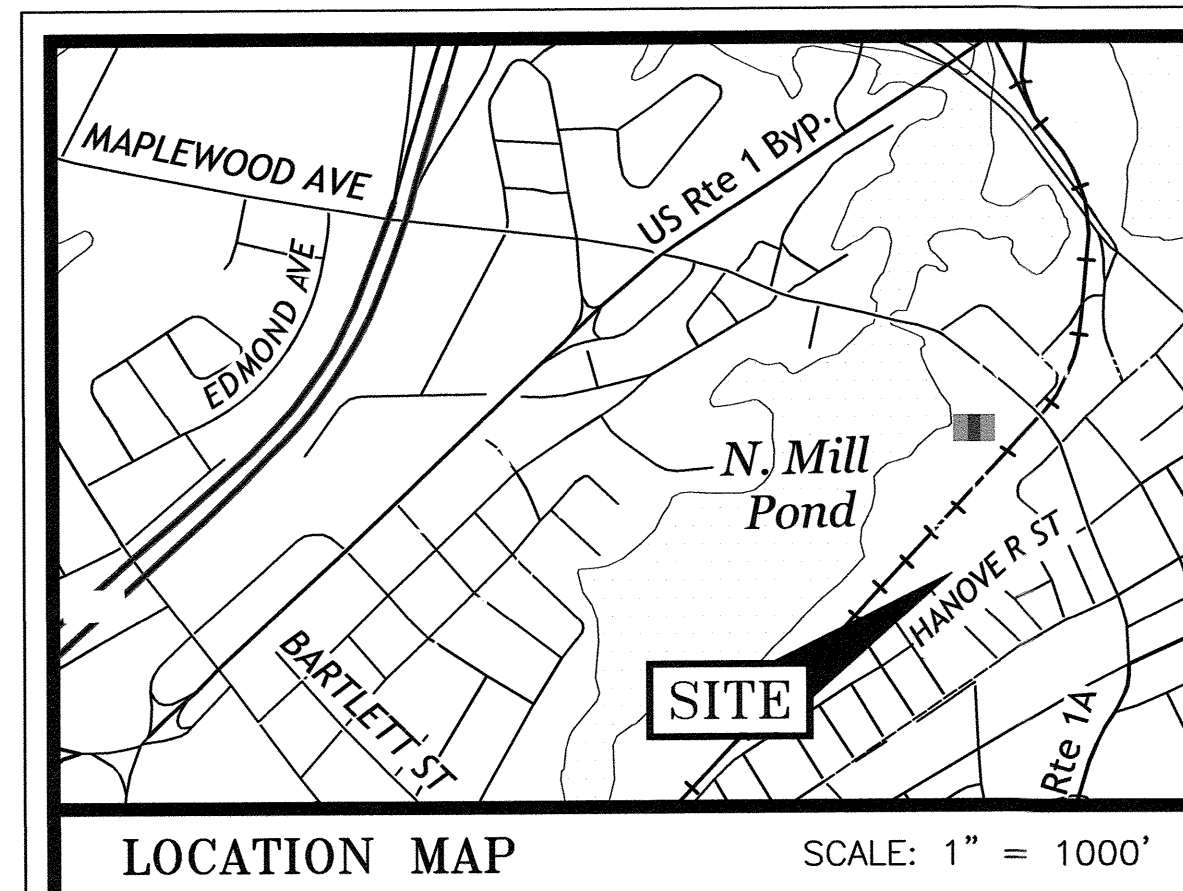 MAPLEWOOD AVE
US Rte 1 Byp.
EDMOND AVE
N. Mill
Pond
HANOVER ST
BARTLETT ST
SITE
Rte 1A
LOCATION MAP
SCALE: 1" = 1000'